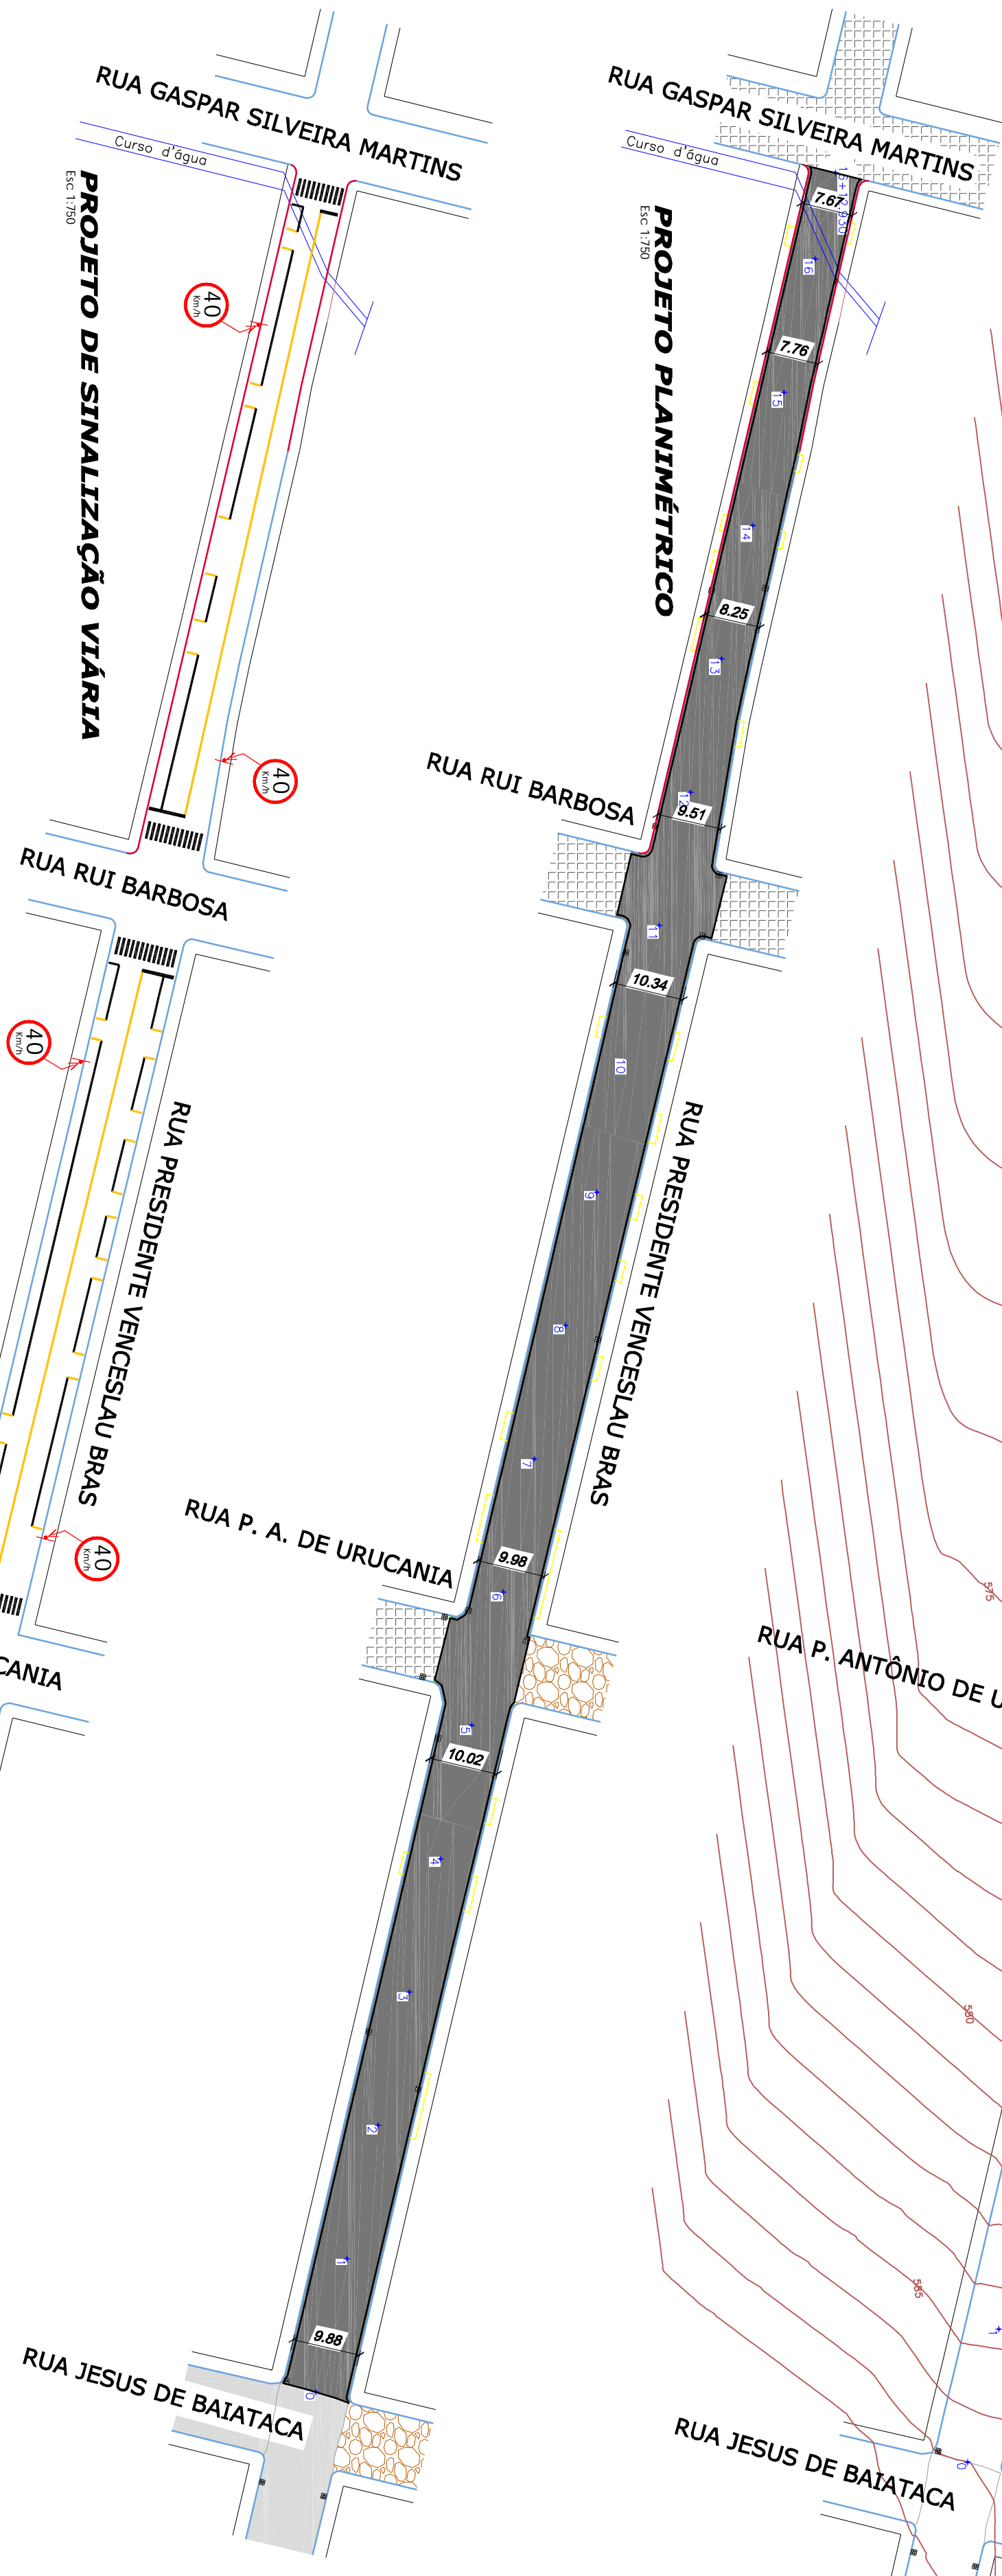 RUA GASPAR SILVEIRA MARTINS
Curso d'água
PROJETO DE SINALIZAÇÃO VIÁRIA
Esc 1:750
40
Km/h
40
Km/h
RUA RUI BARBOSA
40
Km/h
RUA PRESIDENTE VENCESLAU BRAS
40
Km/h
CANIA
RUA GASPAR SILVEIRA MARTINS
Curso d'água
PROJETO PLANIMÉTRICO
Esc 1:750
7.67
16
7.76
15
14
8.25
13
RUA RUI BARBOSA
12
9.51
11
10.34
10
RUA PRESIDENTE VENCESLAU BRAS
9
8
7
RUA P. A. DE URUCANIA
9.98
6
5
10.02
4
3
2
1
9.88
0
RUA JESUS DE BAIATACA
575
RUA P. ANTÔNIO DE U
580
585
1
0
RUA JESUS DE BAIATACA